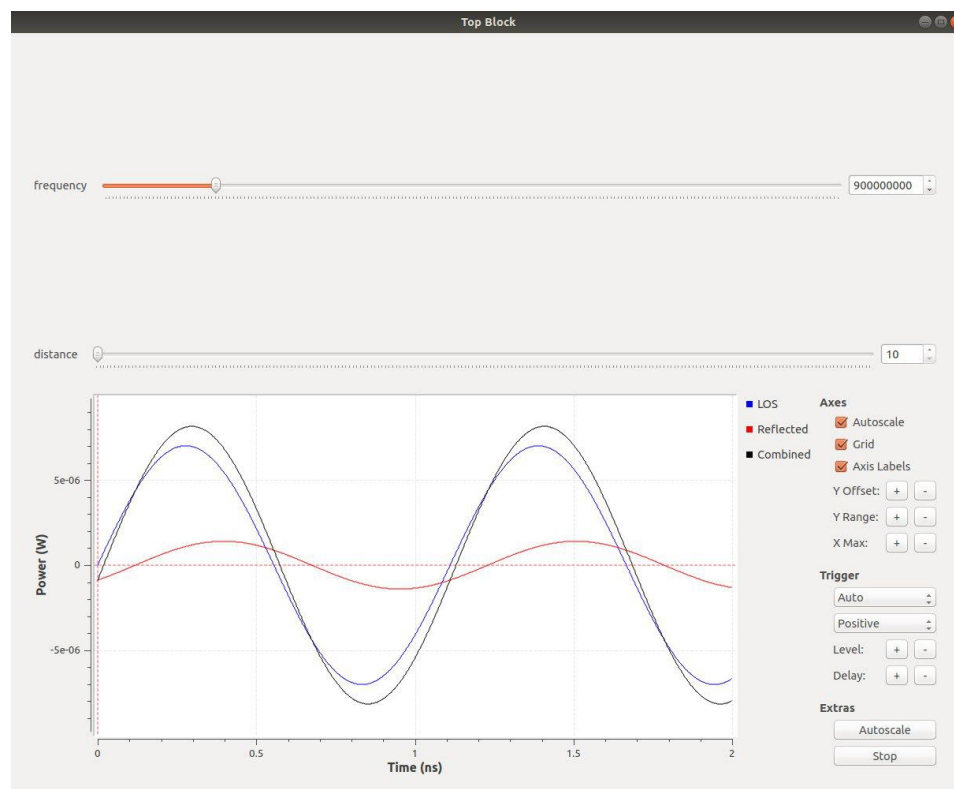 Top Block
frequency
900000000
distance
10
LOS
Reflected
Combined
5e-06
0
-5e-06
Power (W)
0
0.5
1
1.5
2
Time (ns)
Axes
Autoscale
Grid
Axis Labels
Y Offset: + -
Y Range: + -
X Max: + -
Trigger
Auto
Positive
Level: + -
Delay: + -
Extras
Autoscale
Stop